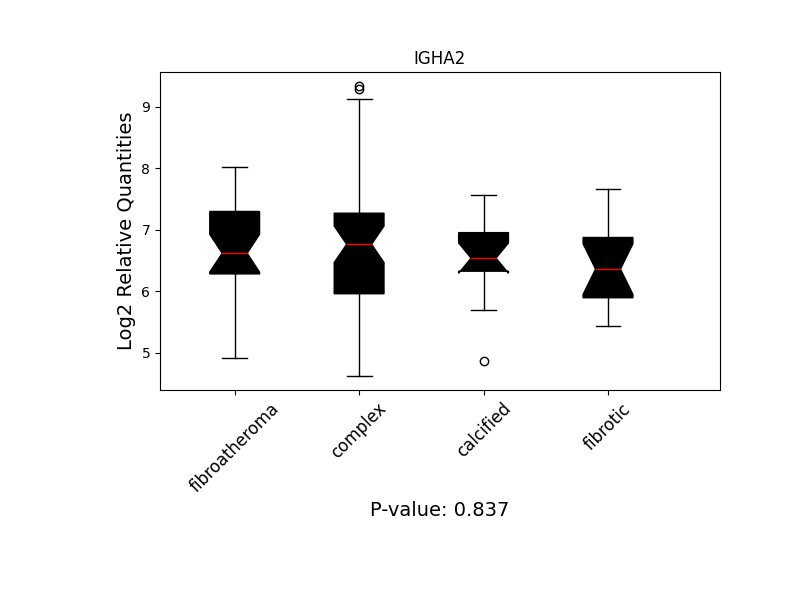 IGHA2
Log2 Relative Quantities
9
8
7
6
5
fibroatheroma
complex
calcified
fibrotic
P-value: 0.837